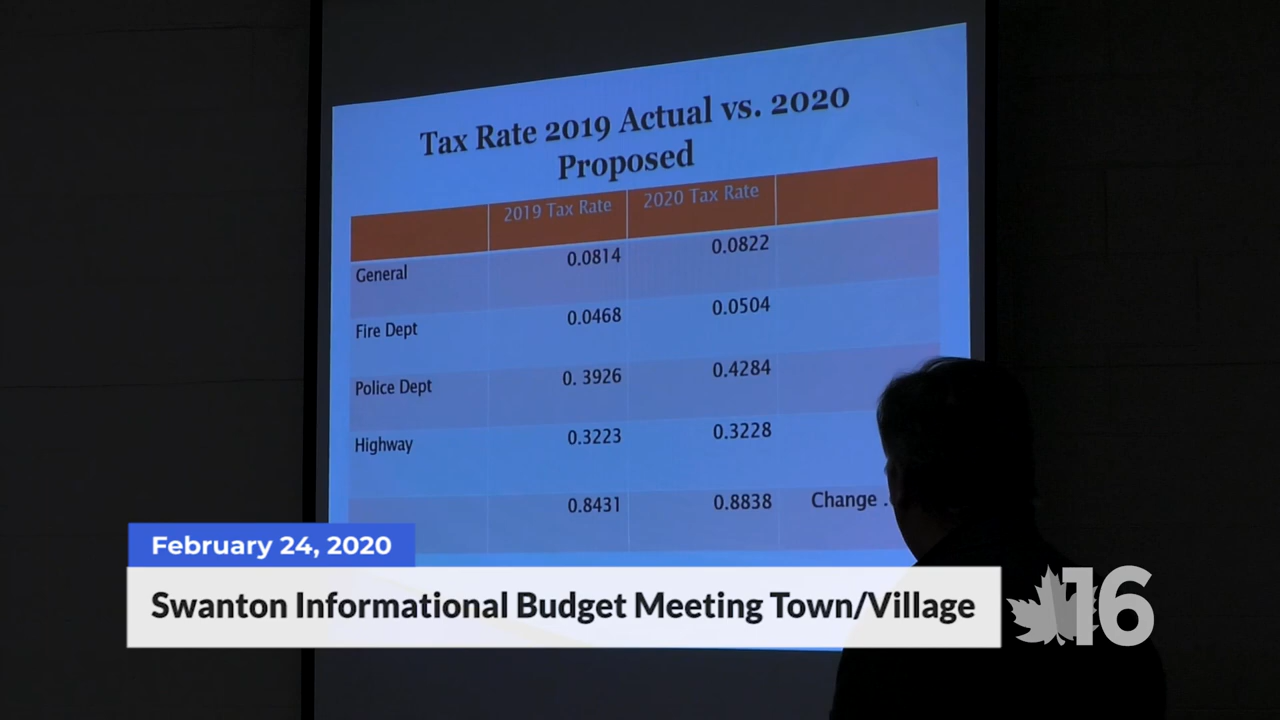 Tax Rate 2019 Actual vs. 2020
Proposed
2019 Tax Rate 2020 Tax Rate
General 0.0814 0.0822
Fire Dept 0.0468 0.0504
Police Dept 0. 3926 0.4284
Highway 0.3223 0.3228
0.8431 0.8838 Change .
February 24, 2020
Swanton Informational Budget Meeting Town/Village
16